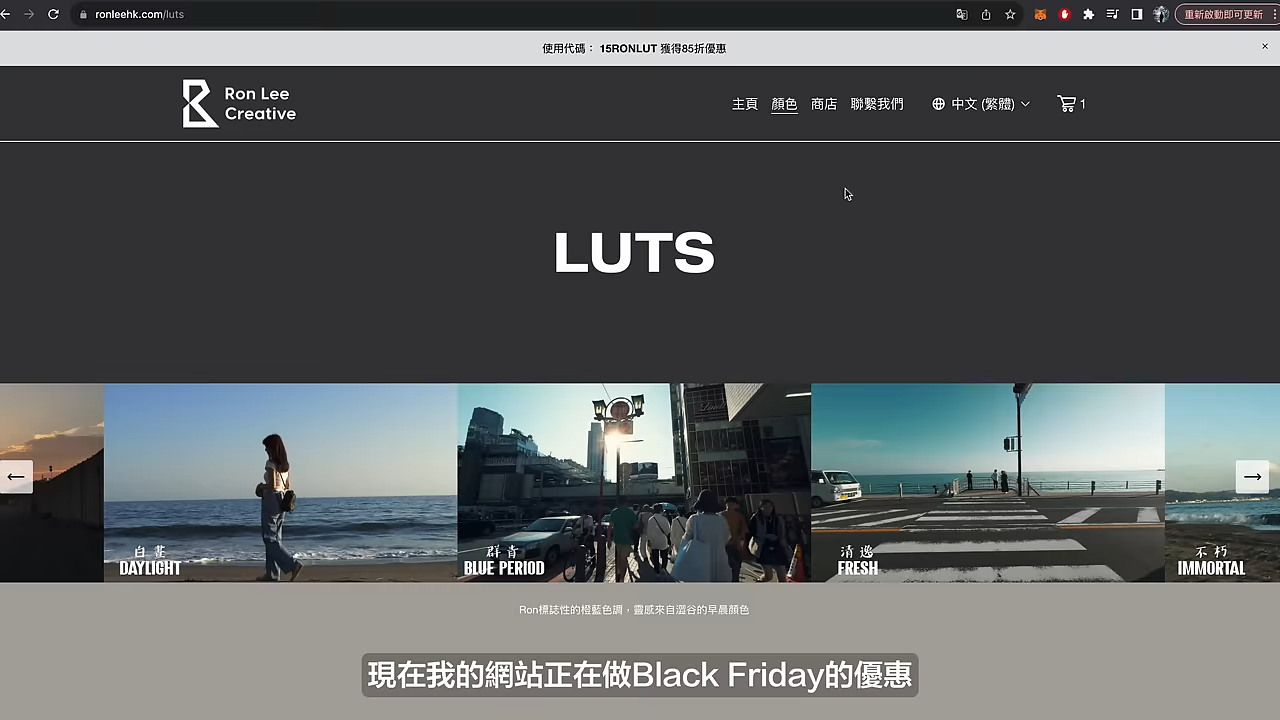 ronleehk.com/luts
重新啟動即可更新
使用代碼： 15RONLUT 獲得85折優惠
Ron Lee
Creative
主頁 顏色 商店 聯繫我們 中文 (繁體) 1
LUTS
白晝
DAYLIGHT
群青
BLUE PERIOD
清邊
FRESH
不朽
IMMORTAL
Ron標誌性的橙藍色調，靈感來自澀谷的早晨顏色
現在我的網站正在做Black Friday的優惠